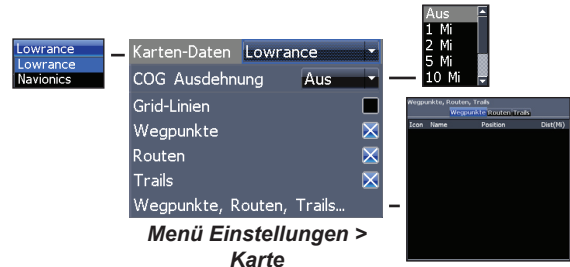 Lowrance
Lowrance
Navionics
Karten-Daten Lowrance
COG Ausdehnung Aus
Grid-Linien
Wegpunkte
Routen
Trails
Wegpunkte, Routen, Trails...
Menü Einstellungen >
Karte
Aus
1 Mi
2 Mi
5 Mi
10 Mi
Wegpunkte, Routen, Trails
Wegpunkte Routen Trails
Icon Name Position Dist(Mi)